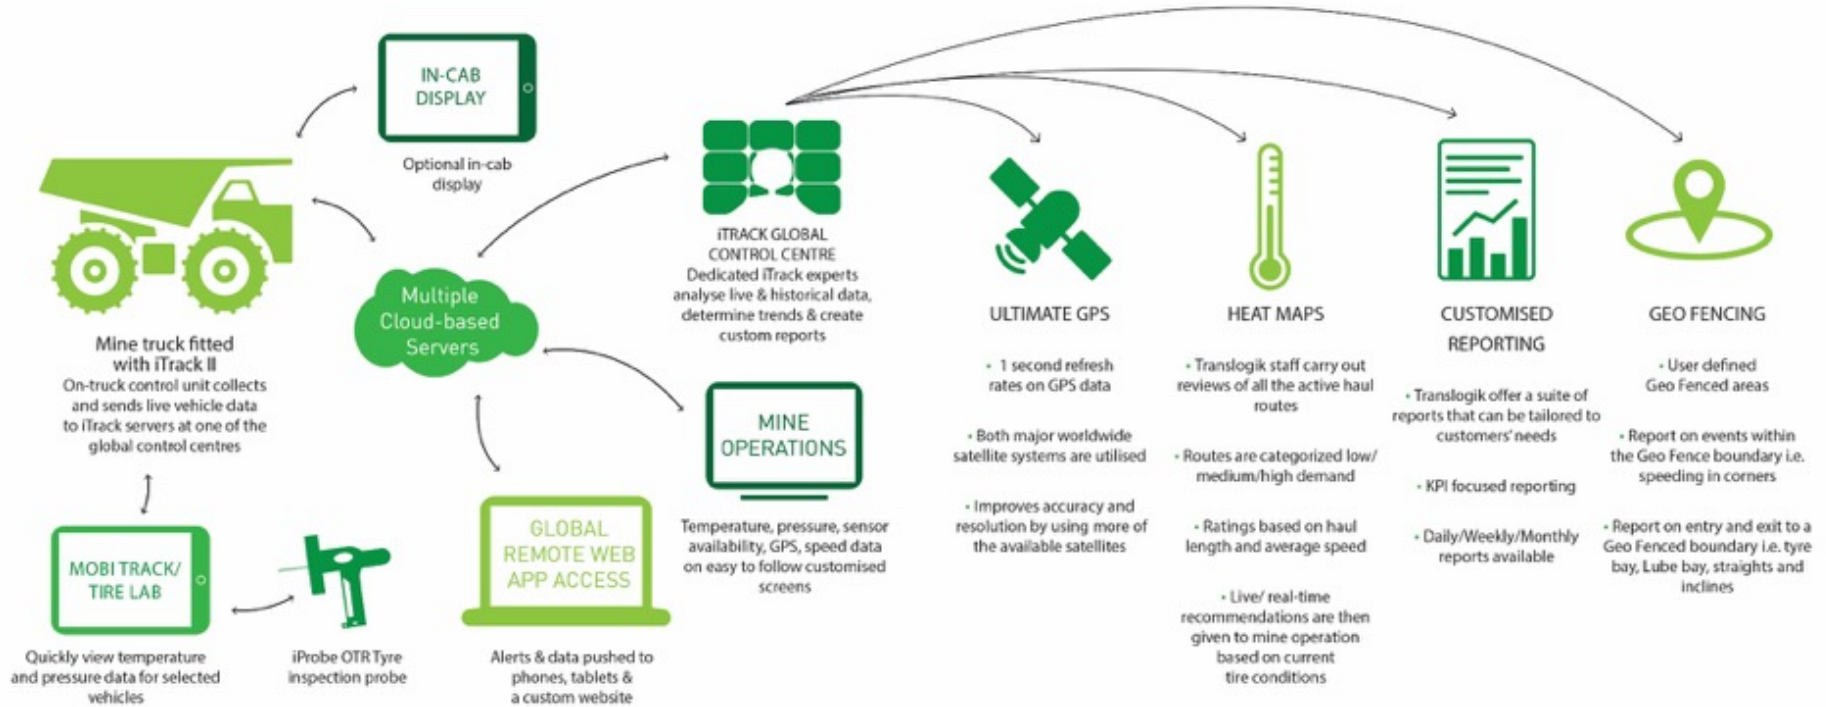 IN-CAB
DISPLAY
Optional in-cab
display
Mine truck fitted
with iTrack II
On-truck control unit collects
and sends live vehicle data
to iTrack servers at one of the
global control centres
MOBI TRACK/
TIRE LAB
Quickly view temperature
and pressure data for selected
vehicles
iProbe OTR Tyre
inspection probe
Multiple
Cloud-based
Servers
GLOBAL
REMOTE WEB
APP ACCESS
Alerts & data pushed to
phones, tablets &
a custom website
iTRACK GLOBAL
CONTROL CENTRE
Dedicated iTrack experts
analyse live & historical data,
determine trends & create
custom reports
MINE
OPERATIONS
Temperature, pressure, sensor
availability, GPS, speed data
on easy to follow customised
screens
ULTIMATE GPS
• 1 second refresh
rates on GPS data
• Both major worldwide
satellite systems are utilised
• Improves accuracy and
resolution by using more of
the available satellites
HEAT MAPS
• Translogik staff carry out
reviews of all the active haul
routes
• Routes are categorized low/
medium/high demand
• Ratings based on haul
length and average speed
• Live/ real-time
recommendations are then
given to mine operation
based on current
tire conditions
CUSTOMISED
REPORTING
• Translogik offer a suite of
reports that can be tailored to
customers' needs
• KPI focused reporting
• Daily/Weekly/Monthly
reports available
GEO FENCING
• User defined
Geo Fenced areas
• Report on events within
the Geo Fence boundary i.e.
speeding in corners
• Report on entry and exit to a
Geo Fenced boundary i.e. tyre
bay, Lube bay, straights and
inclines